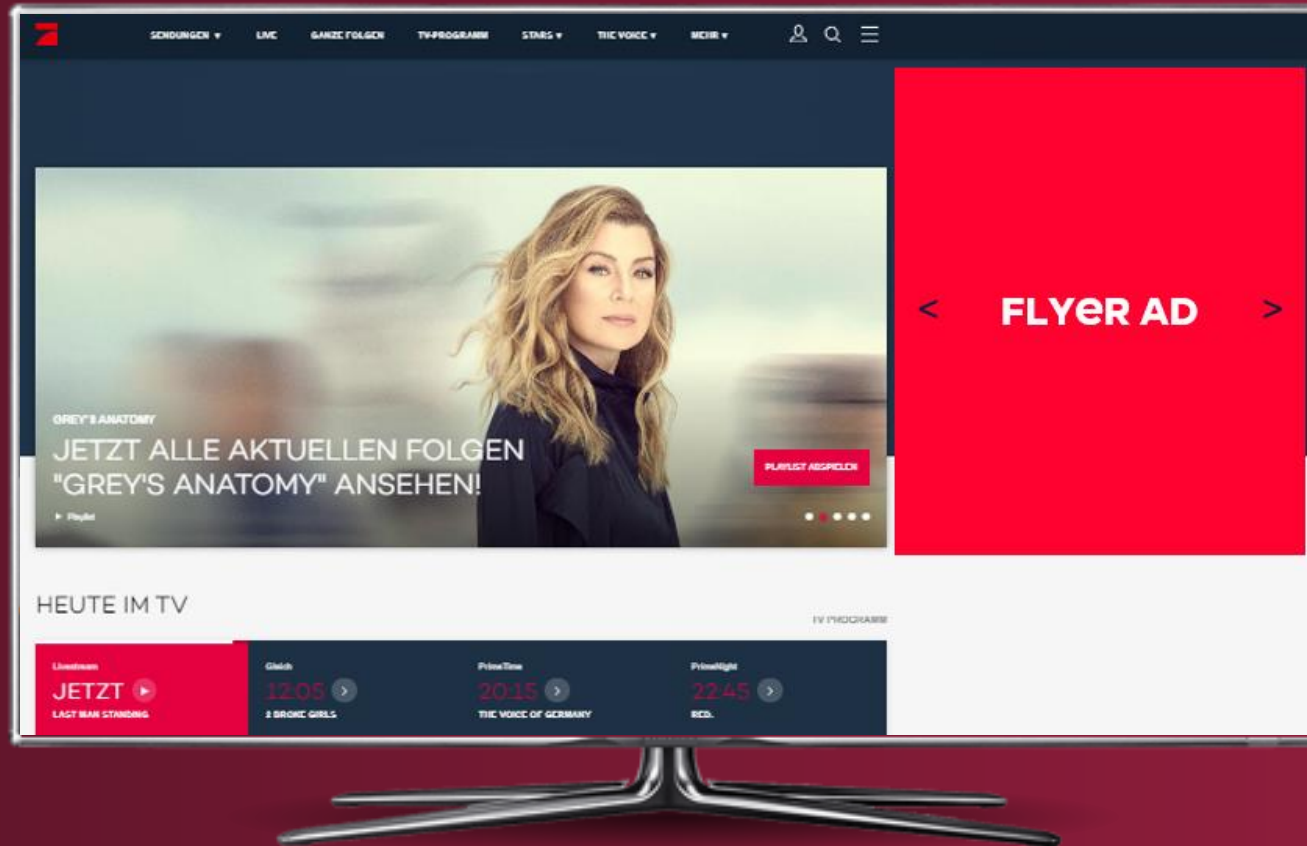 SENDUNGEN ▾ LIVE GANZE FOLGEN TV-PROGRAMM STARS ▾ THE VOICE ▾ MEHR ▾
< FLYeR AD >
GREY'S ANATOMY
JETZT ALLE AKTUELLEN FOLGEN
"GREY'S ANATOMY" ANSEHEN!
PLAYLIST ABSPIELEN
Playlist
HEUTE IM TV
TV PROGRAMM
Livestream
JETZT
LAST MAN STANDING
Gleich
12:05
2 BROKE GIRLS
PrimeTime
20:15
THE VOICE OF GERMANY
PrimeNight
22:45
RED.